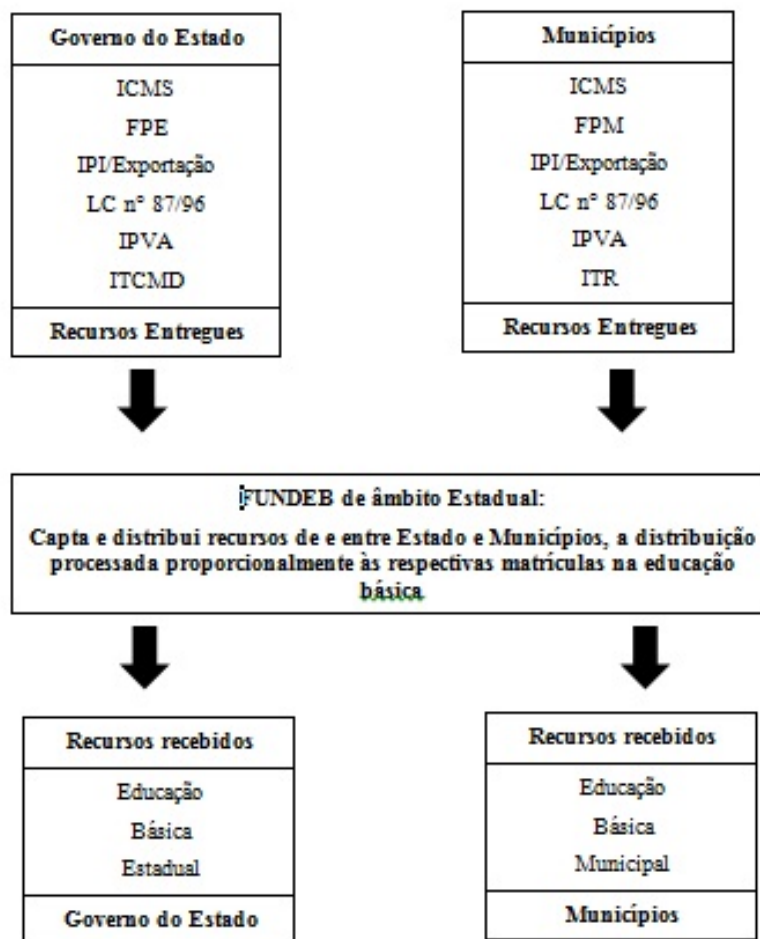 Governo do Estado
ICMS
FPE
IPI/Exportação
LC n° 87/96
IPVA
ITCMD
Recursos Entregues
Municípios
ICMS
FPM
IPI/Exportação
LC n° 87/96
IPVA
ITR
Recursos Entregues
FUNDEB de âmbito Estadual:
Capta e distribui recursos de e entre Estado e Municípios, a distribuição
processada proporcionalmente às respectivas matrículas na educação
básica
Recursos recebidos
Educação
Básica
Estadual
Governo do Estado
Recursos recebidos
Educação
Básica
Municipal
Municípios